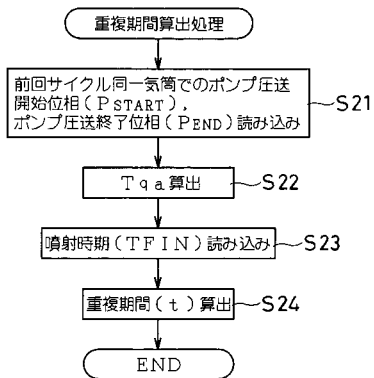 重複期間算出処理
前回サイクル同一気筒でのポンプ圧送
開始位相(PSTART),
ポンプ圧送終了位相(PEND)読み込み
S21
Tqa算出
S22
噴射時期(TFIN)読み込み
S23
重複期間(t)算出
S24
END